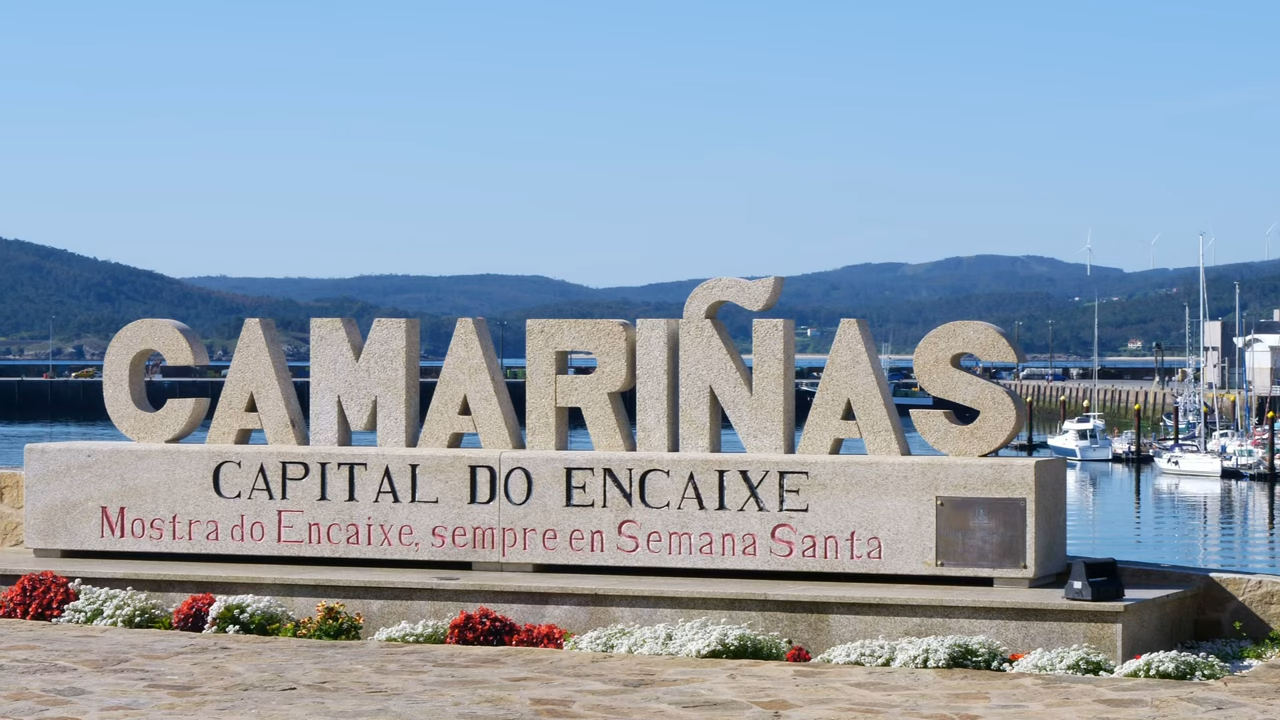 CAMARIÑAS
CAPITAL DO ENCAIXE
Mostra do Encaixe, sempre en Semana Santa